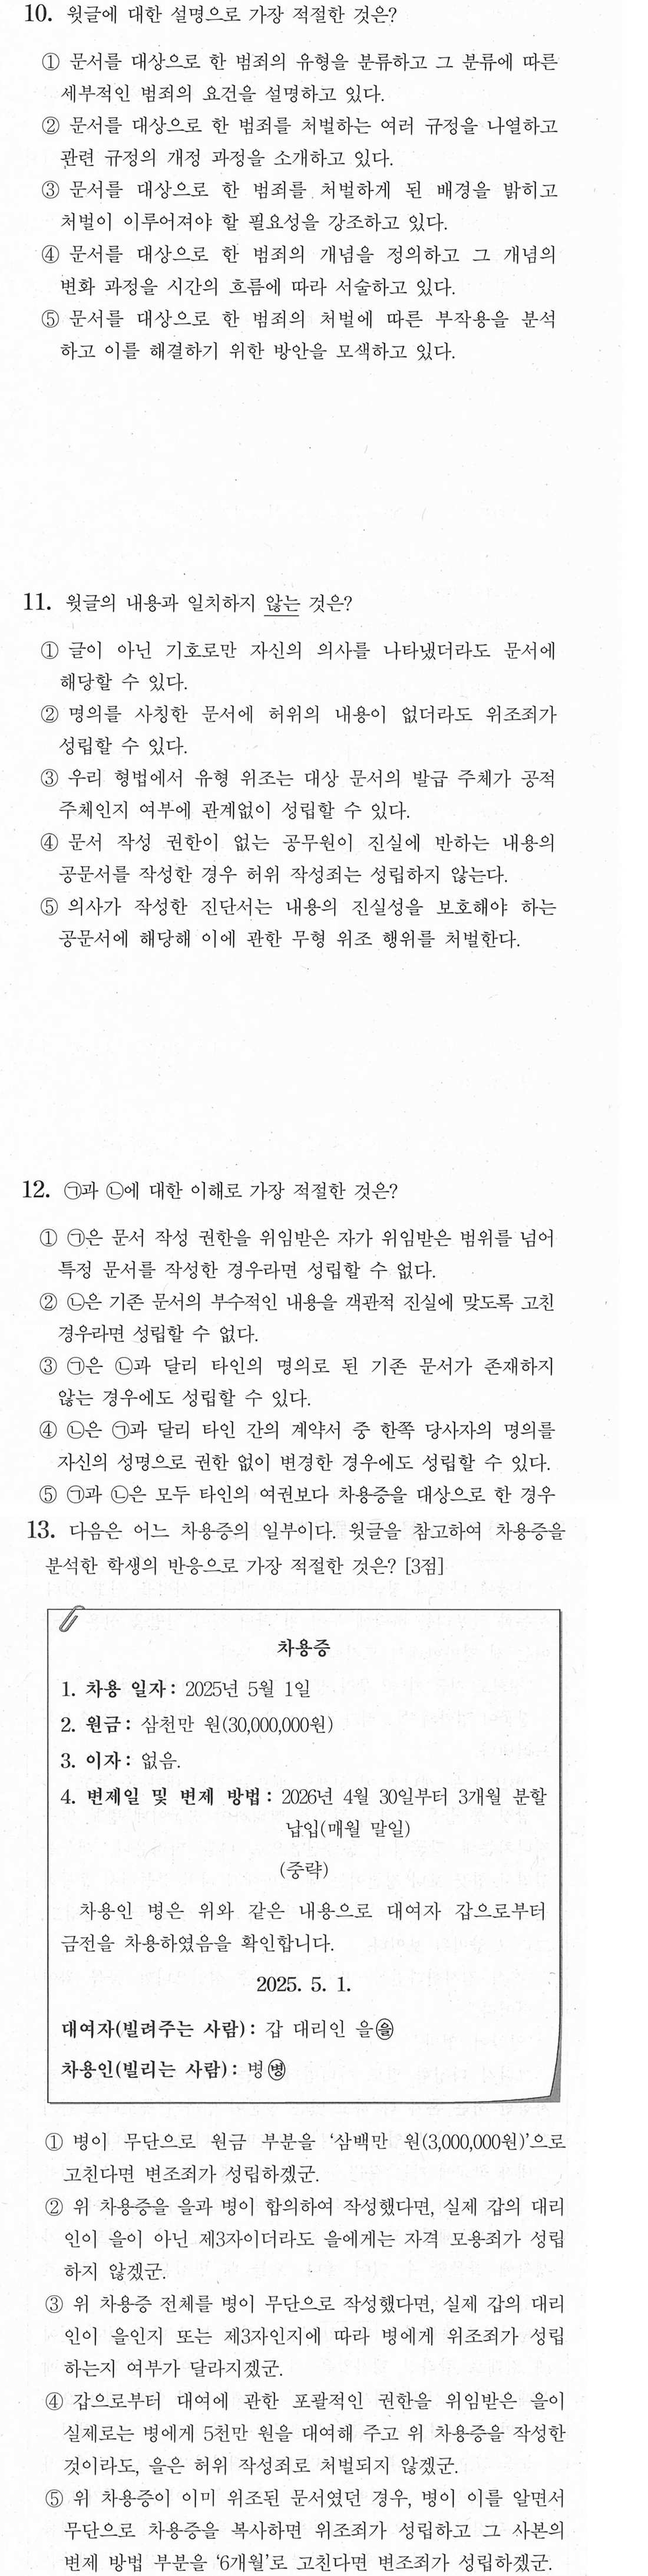 10. 윗글에 대한 설명으로 가장 적절한 것은?
① 문서를 대상으로 한 범죄의 유형을 분류하고 그 분류에 따른
세부적인 범죄의 요건을 설명하고 있다.
② 문서를 대상으로 한 범죄를 처벌하는 여러 규정을 나열하고
관련 규정의 개정 과정을 소개하고 있다.
③ 문서를 대상으로 한 범죄를 처벌하게 된 배경을 밝히고
처벌이 이루어져야 할 필요성을 강조하고 있다.
④ 문서를 대상으로 한 범죄의 개념을 정의하고 그 개념의
변화 과정을 시간의 흐름에 따라 서술하고 있다.
⑤ 문서를 대상으로 한 범죄의 처벌에 따른 부작용을 분석
하고 이를 해결하기 위한 방안을 모색하고 있다.
11. 윗글의 내용과 일치하지 않는 것은?
① 글이 아닌 기호로만 자신의 의사를 나타냈더라도 문서에
해당할 수 있다.
② 명의를 사칭한 문서에 허위의 내용이 없더라도 위조죄가
성립할 수 있다.
③ 우리 형법에서 유형 위조는 대상 문서의 발급 주체가 공적
주체인지 여부에 관계없이 성립할 수 있다.
④ 문서 작성 권한이 없는 공무원이 진실에 반하는 내용의
공문서를 작성한 경우 허위 작성죄는 성립하지 않는다.
⑤ 의사가 작성한 진단서는 내용의 진실성을 보호해야 하는
공문서에 해당해 이에 관한 무형 위조 행위를 처벌한다.
12. ㉠과 ㉡에 대한 이해로 가장 적절한 것은?
① ㉠은 문서 작성 권한을 위임받은 자가 위임받은 범위를 넘어
특정 문서를 작성한 경우라면 성립할 수 없다.
② ㉡은 기존 문서의 부수적인 내용을 객관적 진실에 맞도록 고친
경우라면 성립할 수 없다.
③ ㉠은 ㉡과 달리 타인의 명의로 된 기존 문서가 존재하지
않는 경우에도 성립할 수 있다.
④ ㉡은 ㉠과 달리 타인 간의 계약서 중 한쪽 당사자의 명의를
자신의 성명으로 권한 없이 변경한 경우에도 성립할 수 있다.
⑤ ㉠과 ㉡은 모두 타인의 여권보다 차용증을 대상으로 한 경우
13. 다음은 어느 차용증의 일부이다. 윗글을 참고하여 차용증을
분석한 학생의 반응으로 가장 적절한 것은? [3점]
차용증
1. 차용 일자: 2025년 5월 1일
2. 원금: 삼천만 원(30,000,000원)
3. 이자: 없음.
4. 변제일 및 변제 방법: 2026년 4월 30일부터 3개월 분할
납입(매월 말일)
(중략)
차용인 병은 위와 같은 내용으로 대여자 갑으로부터
금전을 차용하였음을 확인합니다.
2025. 5. 1.
대여자(빌려주는 사람): 갑 대리인 을 을
차용인(빌리는 사람): 병 병
① 병이 무단으로 원금 부분을 ‘삼백만 원(3,000,000원)’으로
고친다면 변조죄가 성립하겠군.
② 위 차용증을 을과 병이 합의하여 작성했다면, 실제 갑의 대리
인이 을이 아닌 제3자이더라도 을에게는 자격 모용죄가 성립
하지 않겠군.
③ 위 차용증 전체를 병이 무단으로 작성했다면, 실제 갑의 대리
인이 을인지 또는 제3자인지에 따라 병에게 위조죄가 성립
하는지 여부가 달라지겠군.
④ 갑으로부터 대여에 관한 포괄적인 권한을 위임받은 을이
실제로는 병에게 5천만 원을 대여해 주고 위 차용증을 작성한
것이라도, 을은 허위 작성죄로 처벌되지 않겠군.
⑤ 위 차용증이 이미 위조된 문서였던 경우, 병이 이를 알면서
무단으로 차용증을 복사하면 위조죄가 성립하고 그 사본의
변제 방법 부분을 ‘6개월’로 고친다면 변조죄가 성립하겠군.